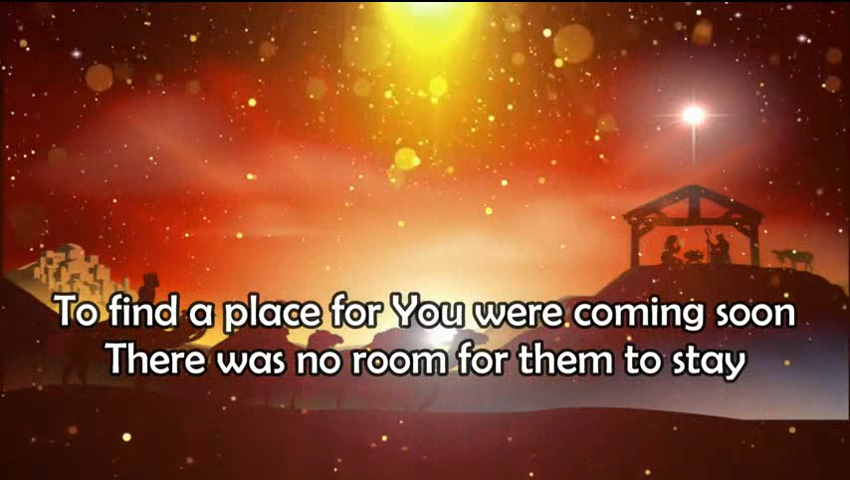 To find a place for You were coming soon
There was no room for them to stay